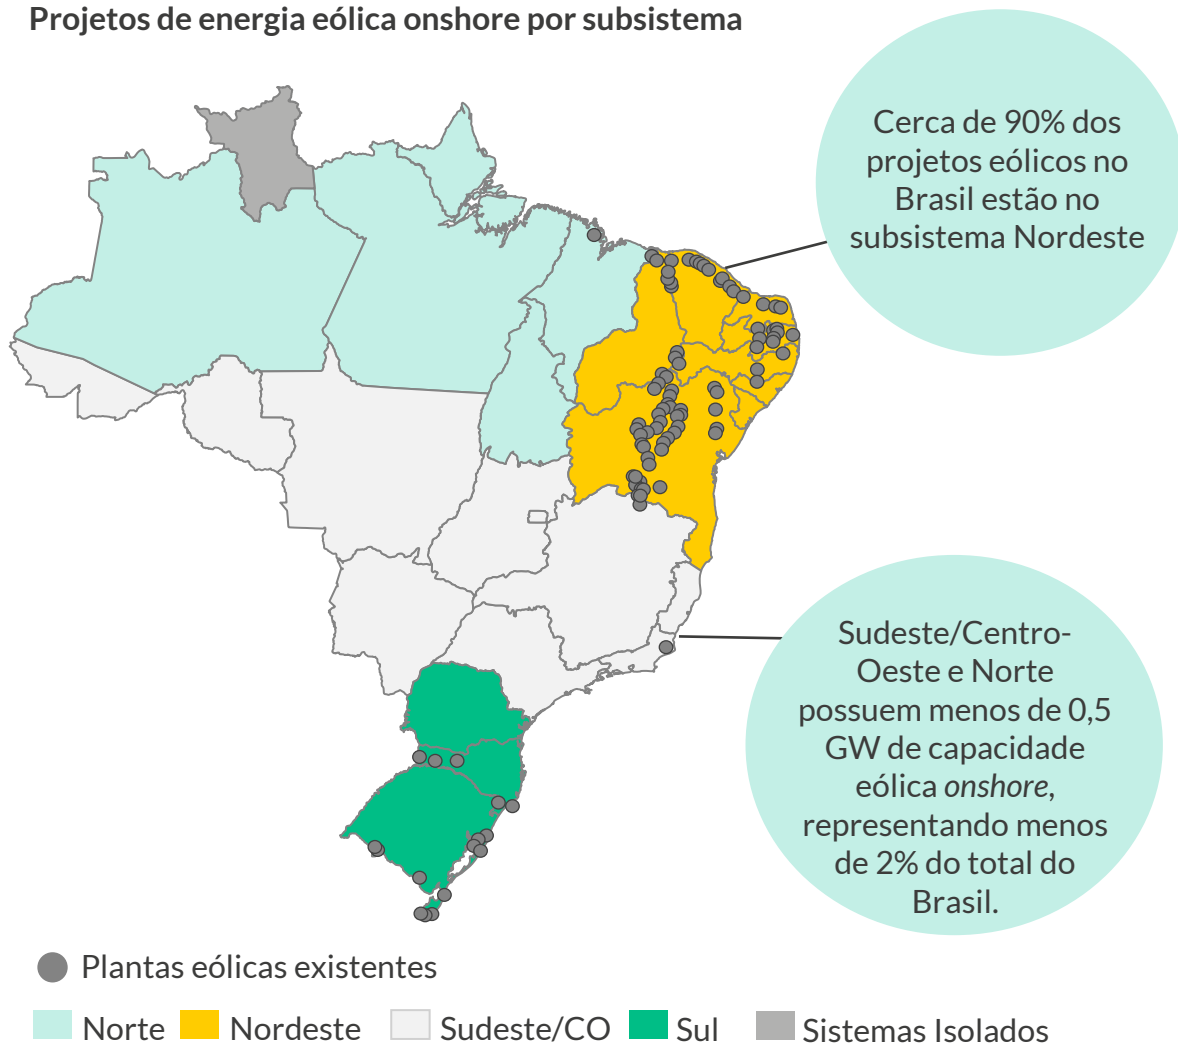 Projetos de energia eólica onshore por subsistema
Cerca de 90% dos
projetos eólicos no
Brasil estão no
subsistema Nordeste
Sudeste/Centro-
Oeste e Norte
possuem menos de 0,5
GW de capacidade
eólica onshore,
representando menos
de 2% do total do
Brasil.
Plantas eólicas existentes
Norte Nordeste Sudeste/CO Sul Sistemas Isolados